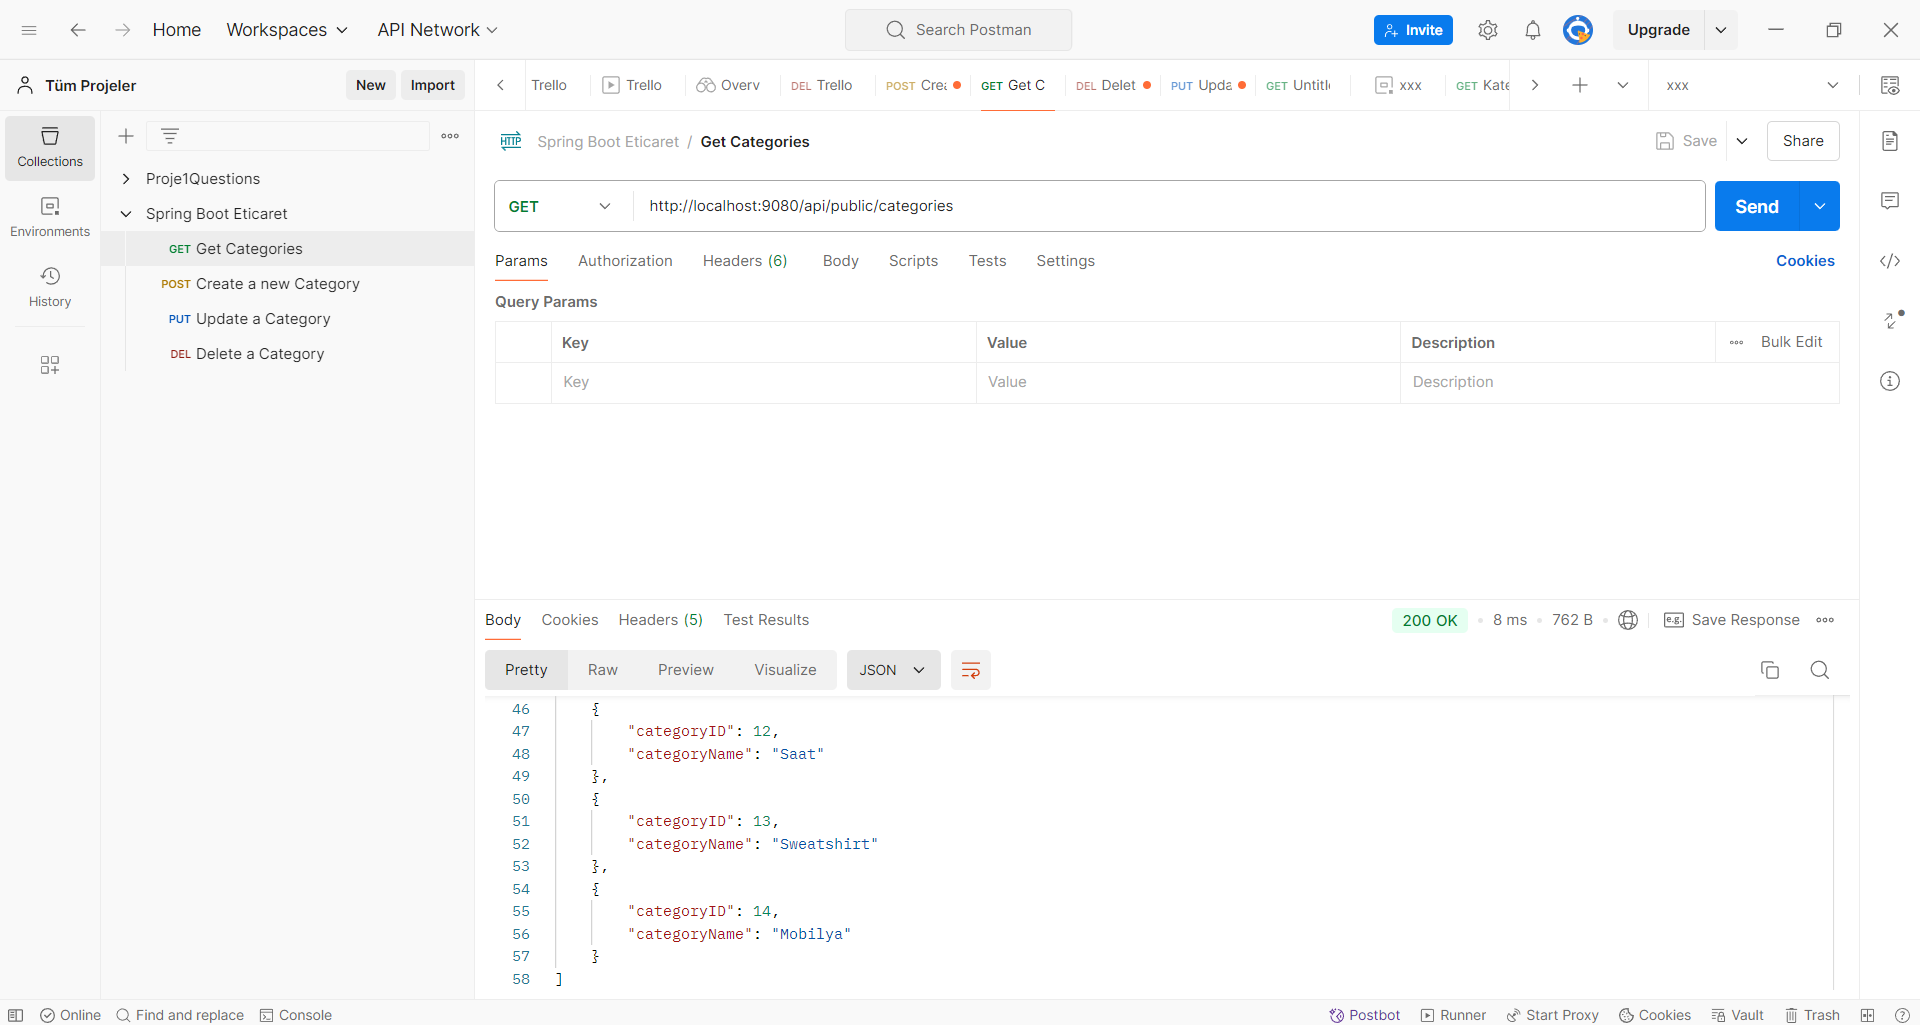 Home Workspaces API Network Search Postman Invite Upgrade
Tüm Projeler New Import
Trello Trello Overv DEL Trello POST Crea GET Get C DEL Delet PUT Upda GET Untitle xxx GET Kate xxx
Collections
Environments
History
Proje1Questions
Spring Boot Eticaret
GET Get Categories
POST Create a new Category
PUT Update a Category
DEL Delete a Category
HTTP Spring Boot Eticaret / Get Categories Save Share
GET http://localhost:9080/api/public/categories Send
Params Authorization Headers (6) Body Scripts Tests Settings Cookies
Query Params
Key Value Description Bulk Edit
Key Value Description
Body Cookies Headers (5) Test Results 200 OK 8 ms 762 B e.g. Save Response
Pretty Raw Preview Visualize JSON
46 {
47 "categoryID": 12,
48 "categoryName": "Saat"
49 },
50 {
51 "categoryID": 13,
52 "categoryName": "Sweatshirt"
53 },
54 {
55 "categoryID": 14,
56 "categoryName": "Mobilya"
57 }
58 ]
Online Find and replace Console Postbot Runner Start Proxy Cookies Vault Trash